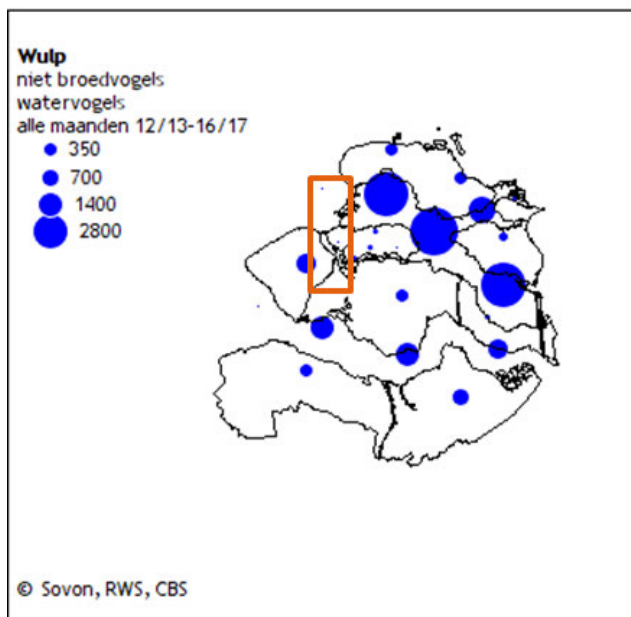 Wulp
niet broedvogels
watervogels
alle maanden 12/13-16/17
350
700
1400
2800
© Sovon, RWS, CBS